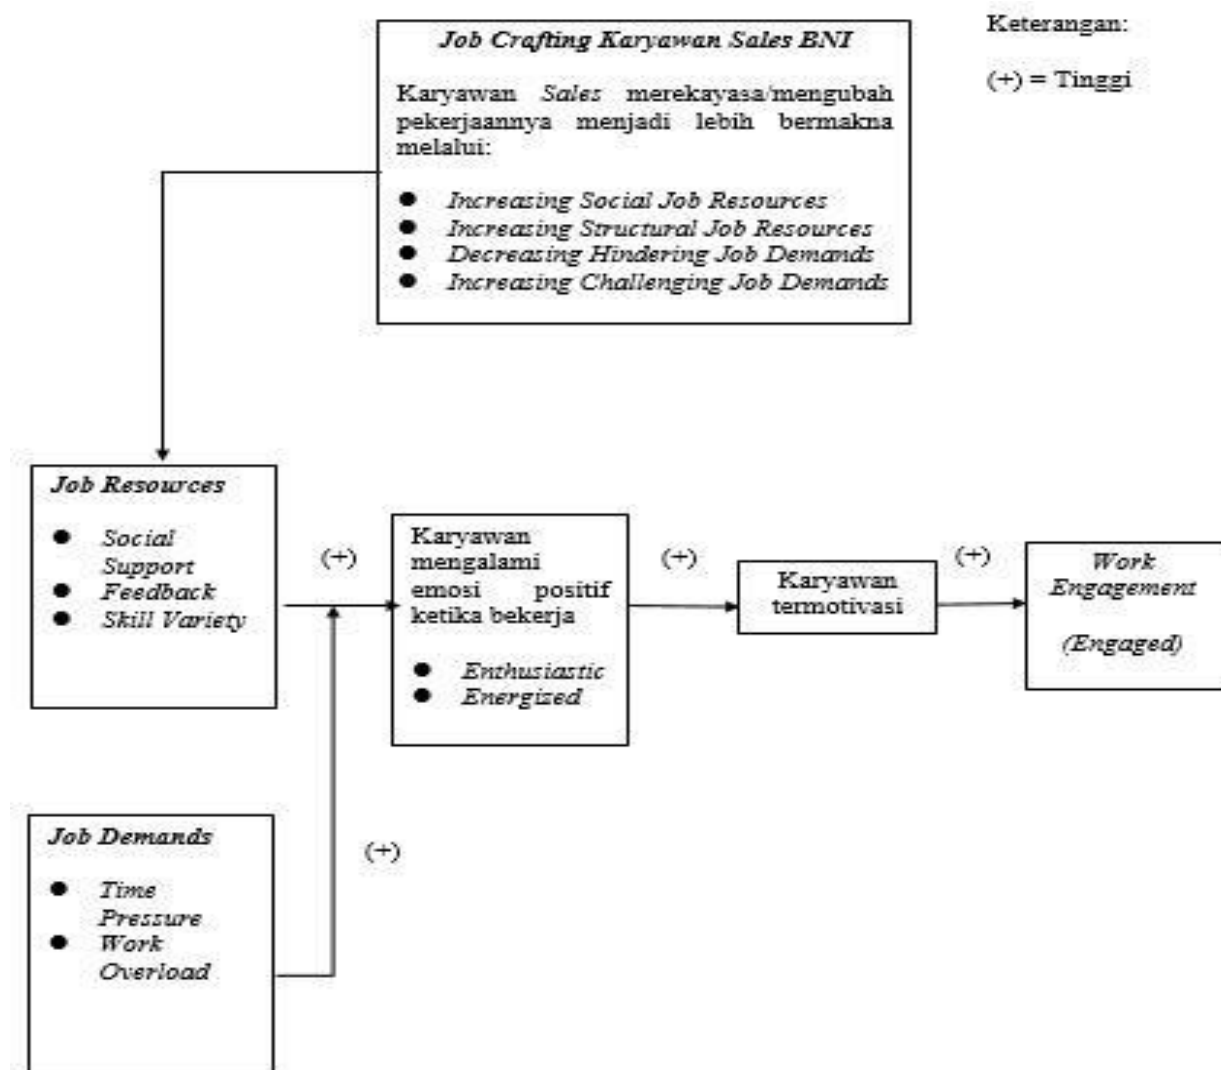 Job Crafting Karyawan Sales BNI
Karyawan Sales merekayasa/mengubah
pekerjaannya menjadi lebih bermakna
melalui:
● Increasing Social Job Resources
● Increasing Structural Job Resources
● Decreasing Hindering Job Demands
● Increasing Challenging Job Demands
Keterangan:
(+) = Tinggi
Job Resources
● Social
Support
● Feedback
● Skill Variety
(+)
Karyawan
mengalami
emosi positif
ketika bekerja
● Enthusiastic
● Energized
(+)
Karyawan
termotivasi
(+)
Work
Engagement
(Engaged)
Job Demands
● Time
Pressure
● Work
Overload
(+)